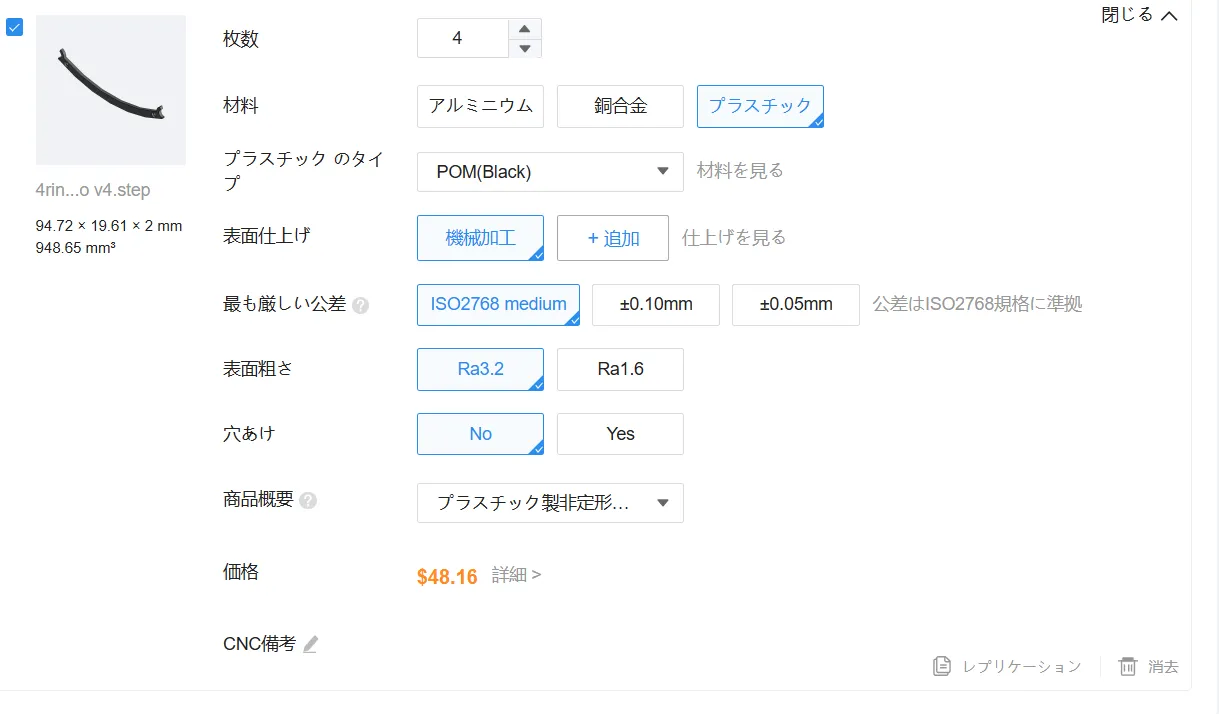 閉じる
枚数
4
材料
アルミニウム
銅合金
プラスチック
4rin...o v4.step
94.72 × 19.61 × 2 mm
948.65 mm³
プラスチック のタイ
プ
POM(Black)
材料を見る
表面仕上げ
機械加工
+ 追加
仕上げを見る
最も厳しい公差 ?
ISO2768 medium
±0.10mm
±0.05mm
公差はISO2768規格に準拠
表面粗さ
Ra3.2
Ra1.6
穴あけ
No
Yes
商品概要 ?
プラスチック製非定形...
価格
$48.16
詳細 >
CNC備考
レプリケーション
消去